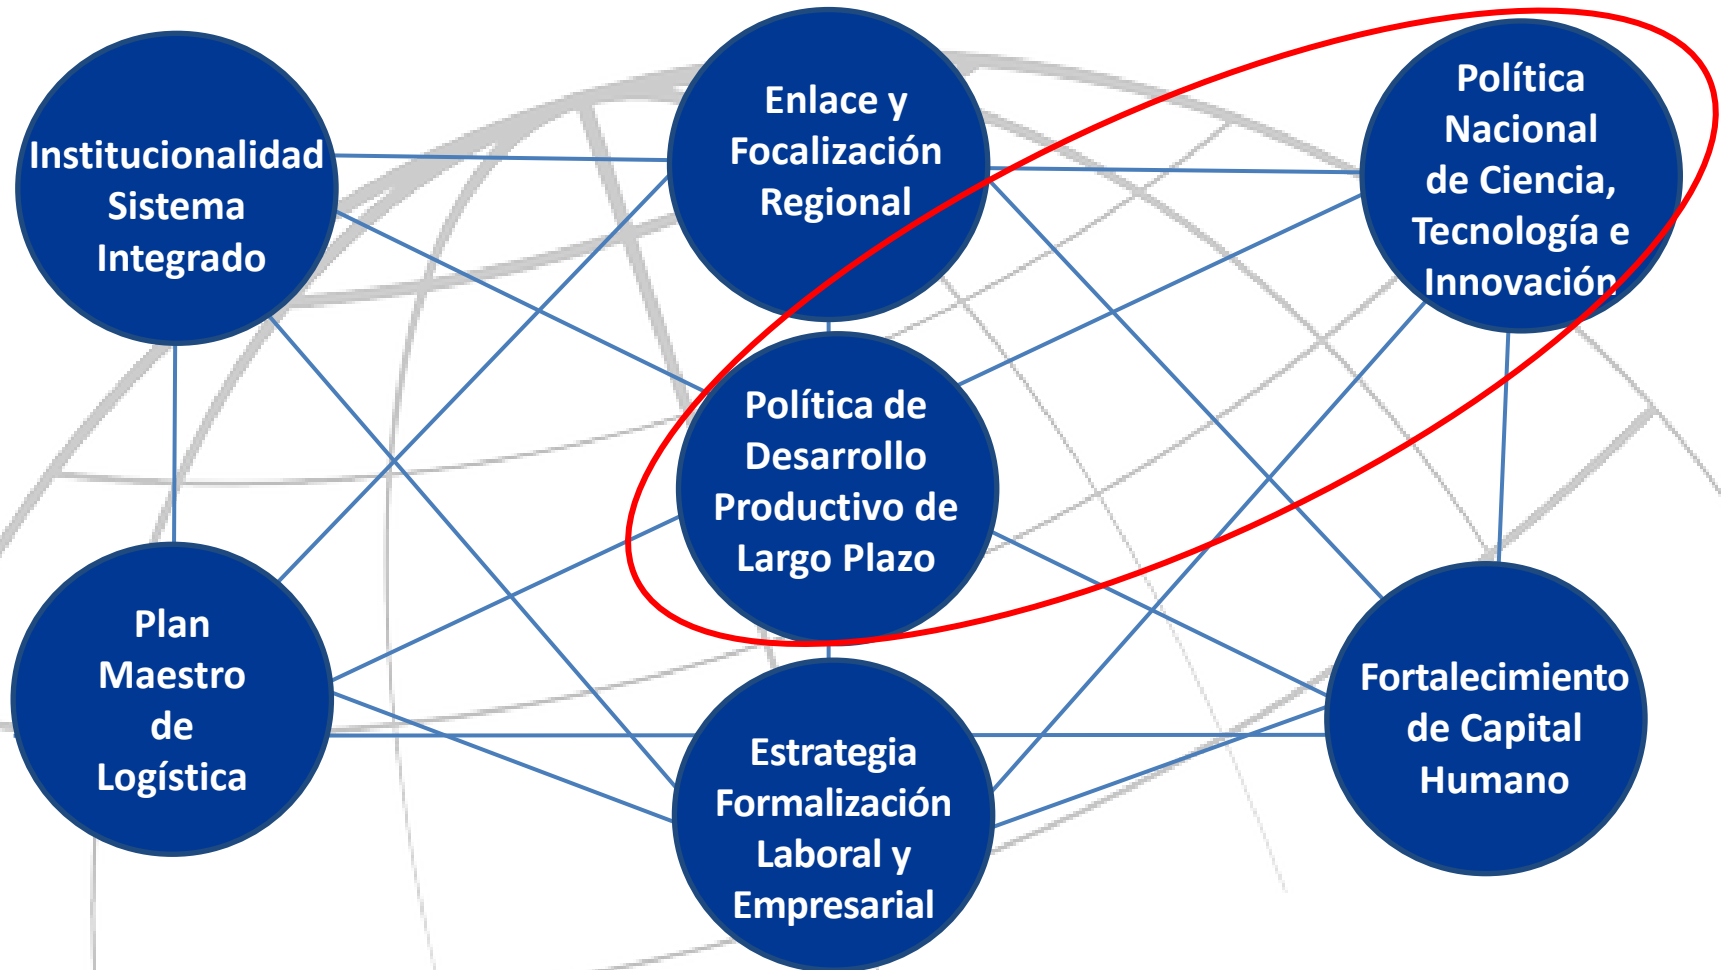 Institucionalidad
Sistema
Integrado
Enlace y
Focalización
Regional
Política
Nacional
de Ciencia,
Tecnología e
Innovación
Política de
Desarrollo
Productivo de
Largo Plazo
Plan
Maestro
de
Logística
Estrategia
Formalización
Laboral y
Empresarial
Fortalecimiento
de Capital
Humano